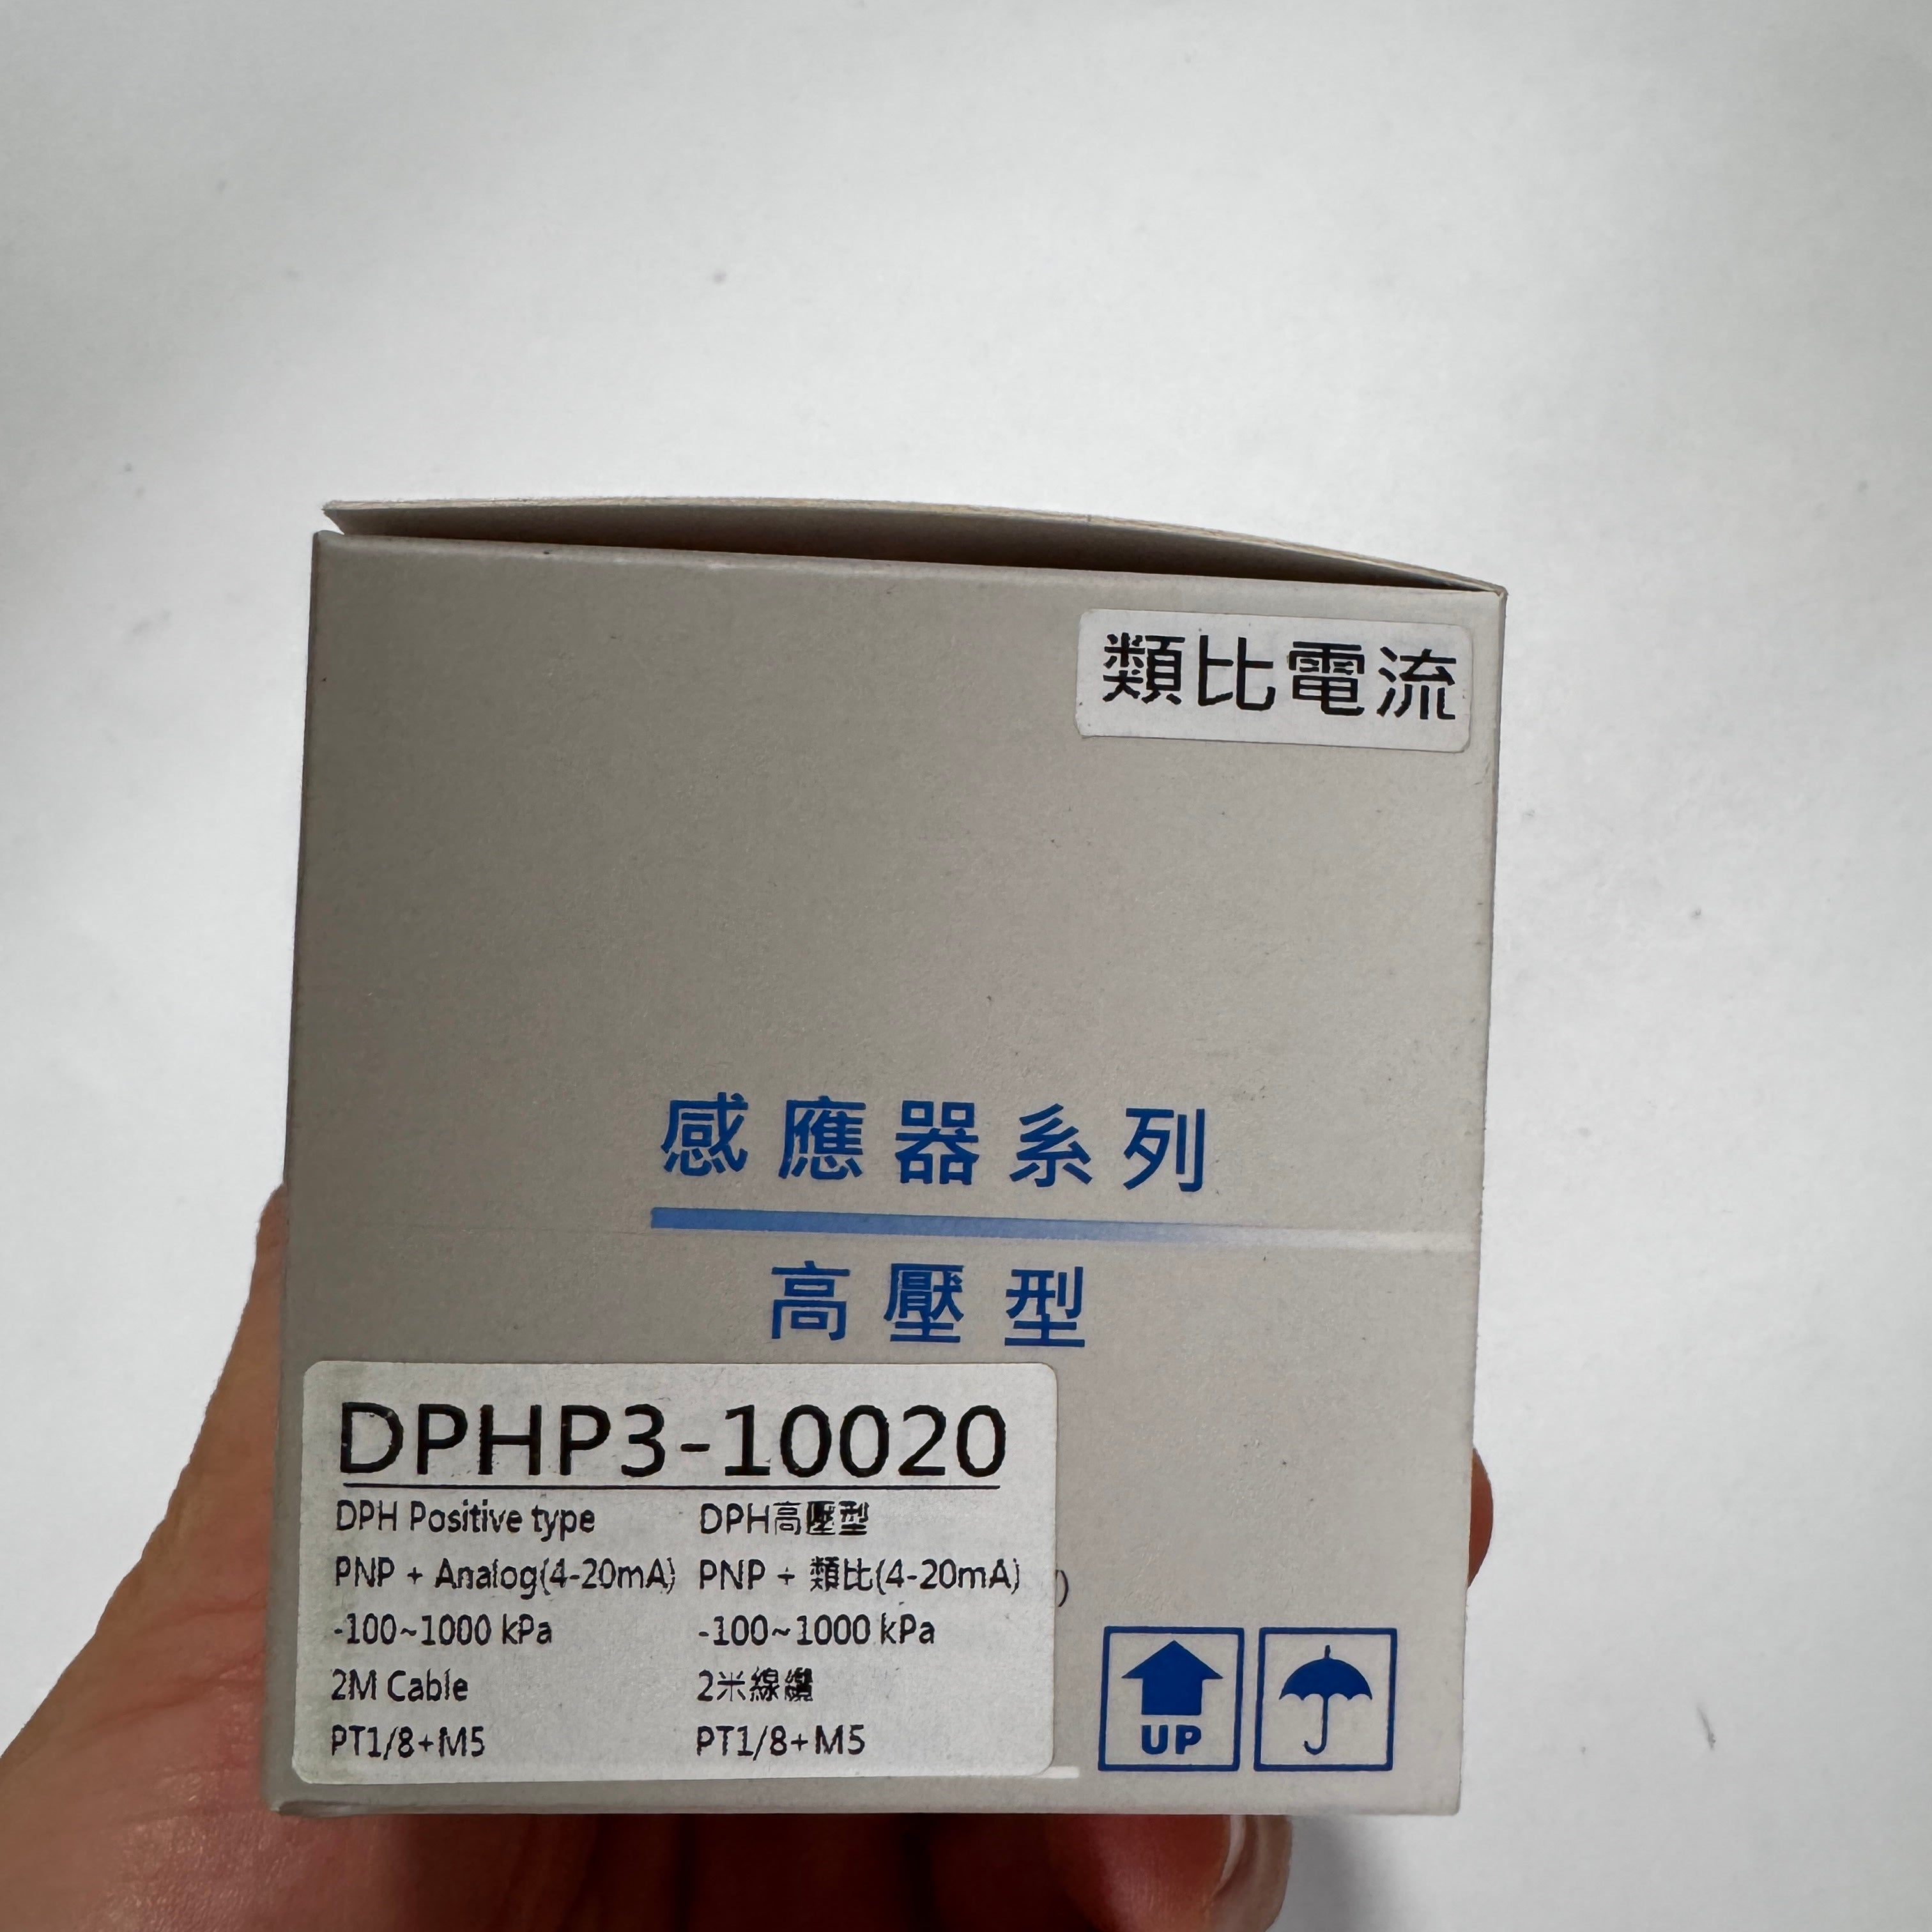 類比電流
感應器系列
高壓型
DPHP3-10020
DPH Positive type DPH高壓型
PNP + Analog(4-20mA) PNP + 類比(4-20mA) )
-100~1000 kPa -100~1000 kPa
2M Cable 2米線纜
PT1/8+M5 PT1/8+M5
UP